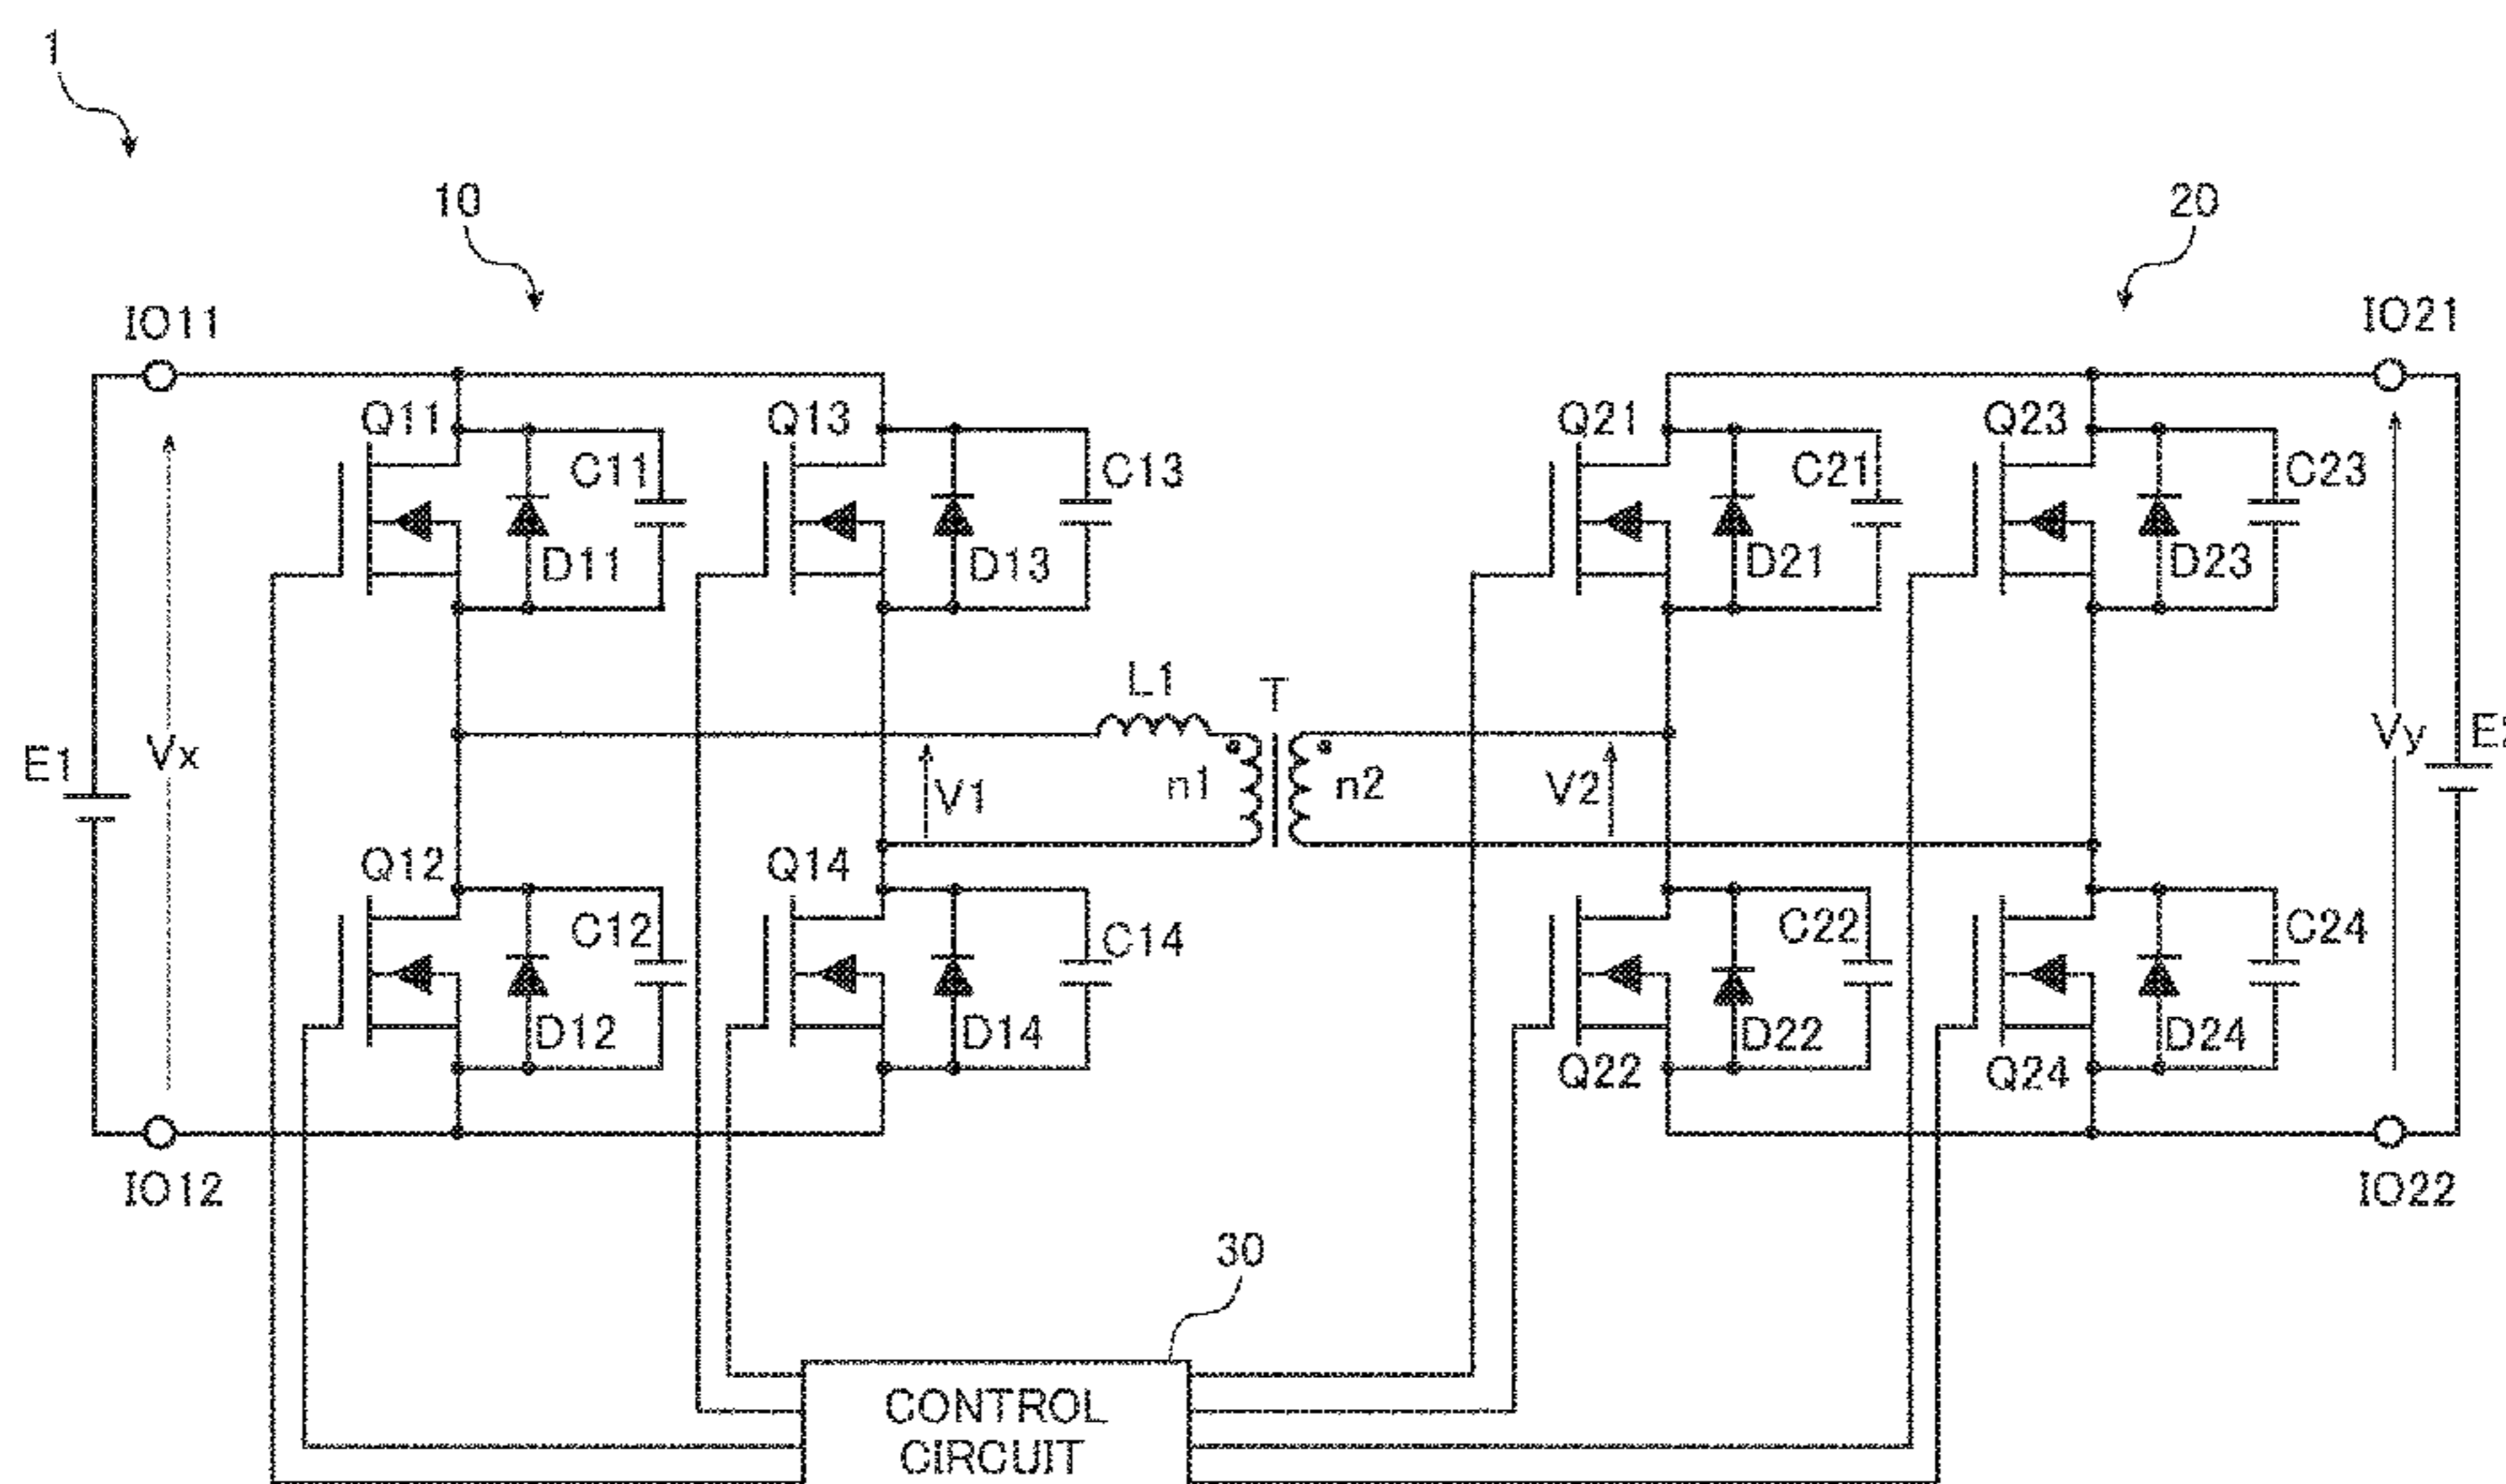 1
10
20
IO11
IO21
Q11
Q13
Q21
Q23
C11
C13
C21
C23
D11
D13
D21
D23
L1
T
E1
Vx
V1
n1
n2
V2
Vy
Q12
Q14
C12
C14
C22
C24
D12
D14
D22
D24
Q22
Q24
IO12
IO22
30
CONTROL
CIRCUIT